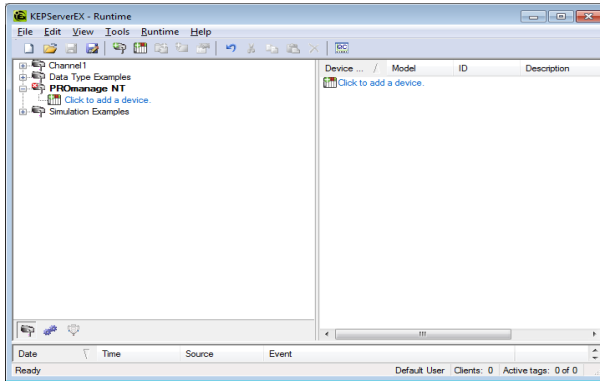 KEPServerEX - Runtime
File Edit View Tools Runtime Help
Channel1
Data Type Examples
PROmanage NT
Click to add a device.
Simulation Examples
Device ... / Model ID Description
Click to add a device.
Date Time Source Event
Ready Default User Clients: 0 Active tags: 0 of 0